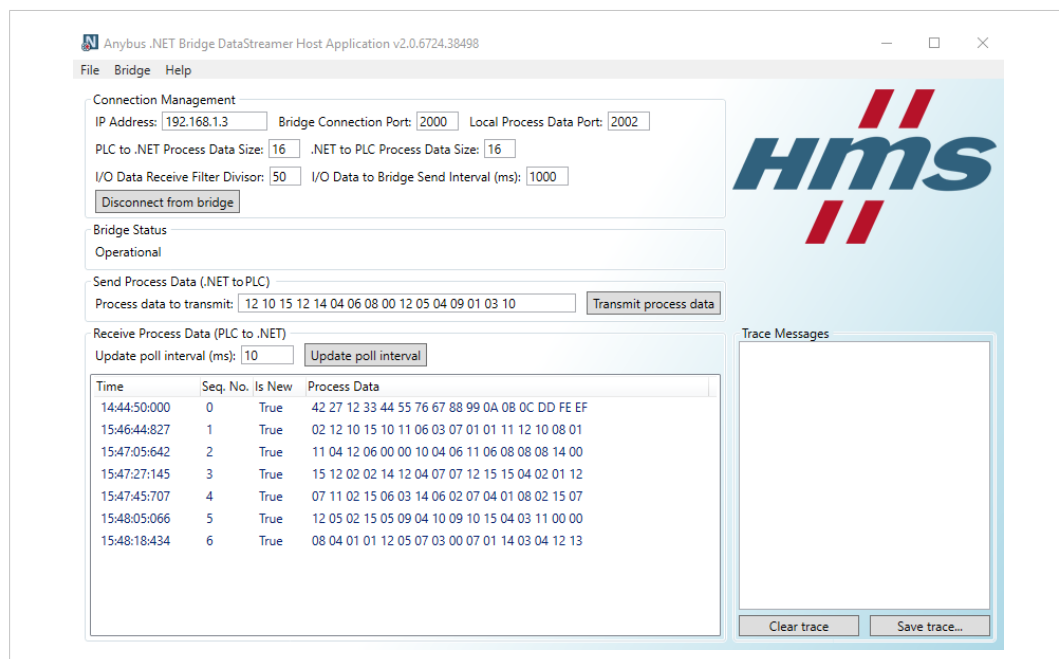 Anybus .NET Bridge DataStreamer Host Application v2.0.6724.38498
File Bridge Help
Connection Management
IP Address: 192.168.1.3 Bridge Connection Port: 2000 Local Process Data Port: 2002
PLC to .NET Process Data Size: 16 .NET to PLC Process Data Size: 16
I/O Data Receive Filter Divisor: 50 I/O Data to Bridge Send Interval (ms): 1000
Disconnect from bridge
HMS
Bridge Status
Operational
Send Process Data (.NET to PLC)
Process data to transmit: 12 10 15 12 14 04 06 08 00 12 05 04 09 01 03 10 Transmit process data
Receive Process Data (PLC to .NET)
Update poll interval (ms): 10 Update poll interval
Time Seq. No. Is New Process Data
14:44:50:000 0 True 42 27 12 33 44 55 76 67 88 99 0A 0B 0C DD FE EF
15:46:44:827 1 True 02 12 10 15 10 11 06 03 07 01 01 11 12 10 08 01
15:47:05:642 2 True 11 04 12 06 00 00 10 04 06 11 06 08 08 08 14 00
15:47:27:145 3 True 15 12 02 02 14 12 04 07 07 12 15 15 04 02 01 12
15:47:45:707 4 True 07 11 02 15 06 03 14 06 02 07 04 01 08 02 15 07
15:48:05:066 5 True 12 05 02 15 05 09 04 10 09 10 15 04 03 11 00 00
15:48:18:434 6 True 08 04 01 01 12 05 07 03 00 07 01 14 03 04 12 13
Trace Messages
Clear trace Save trace...